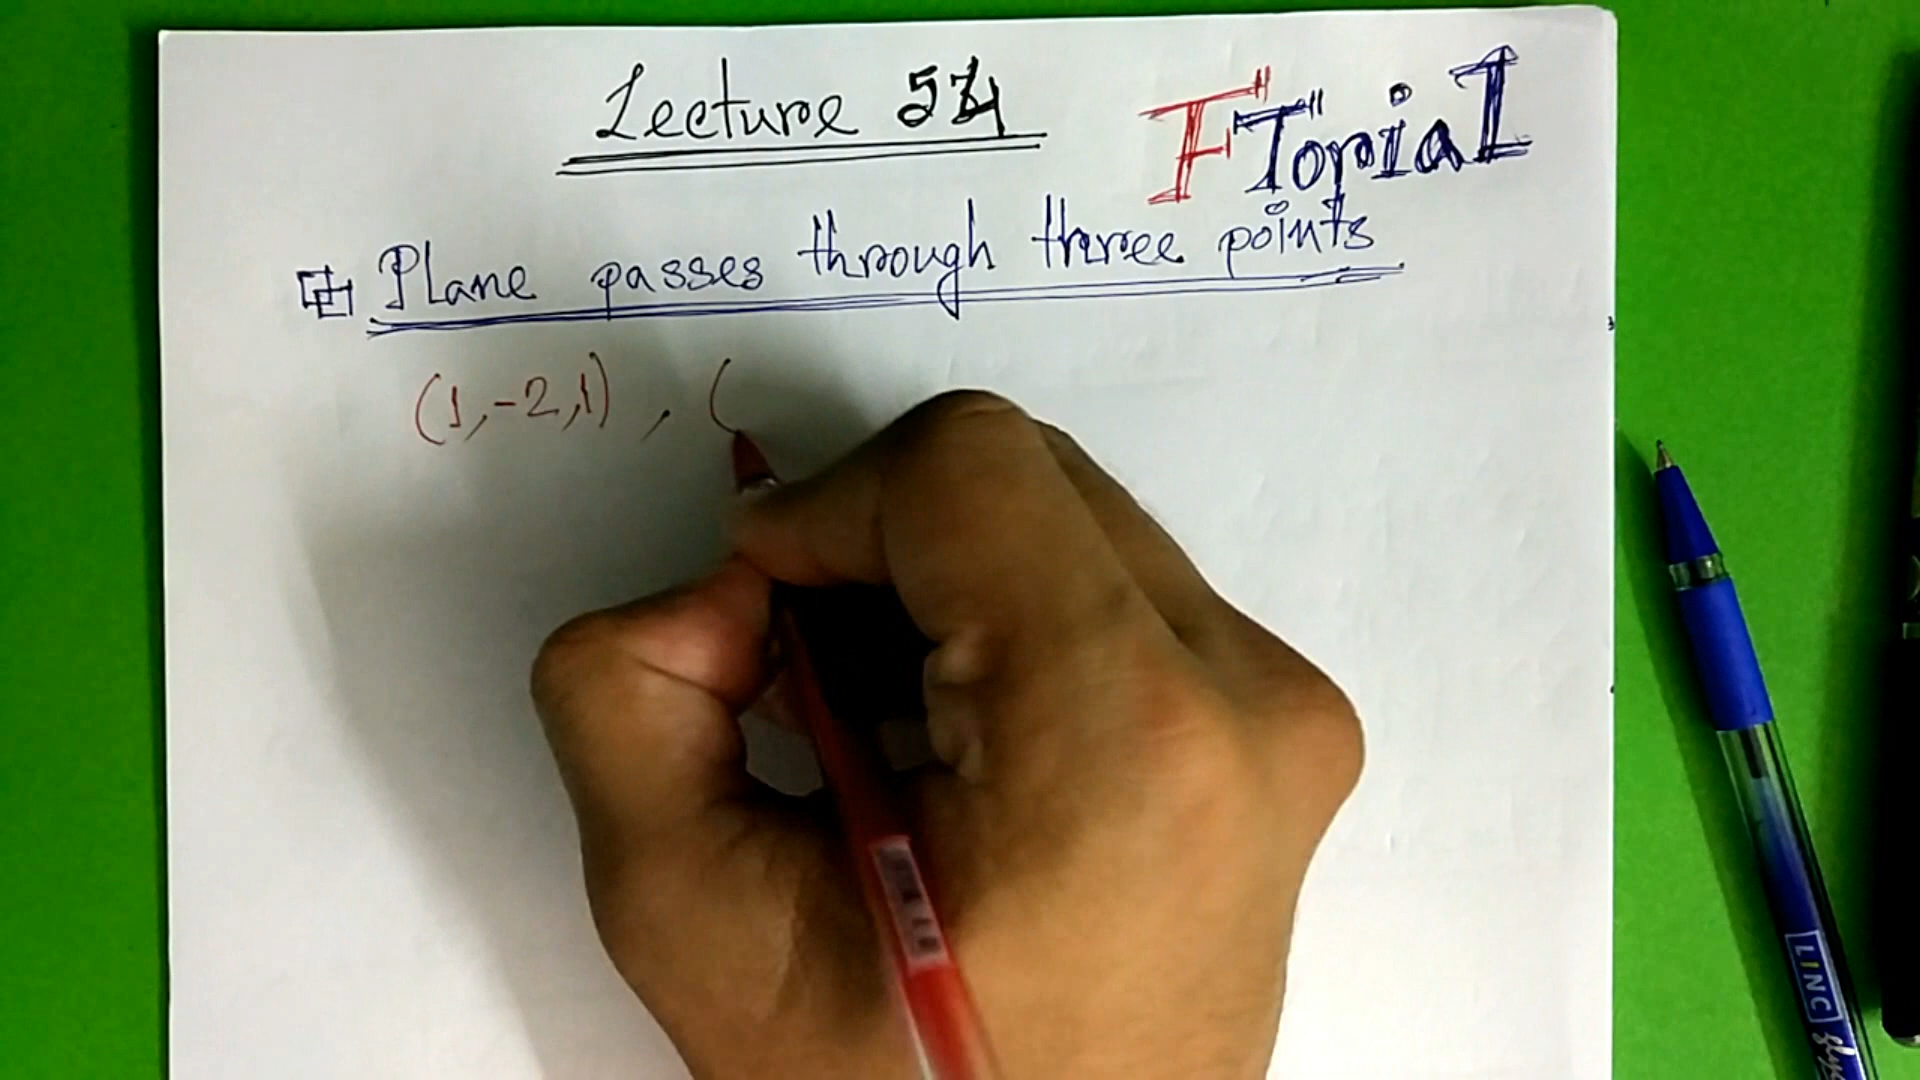 Lecture 54
FTorial
Plane passes through three points
(1,-2,1) , (
LINC